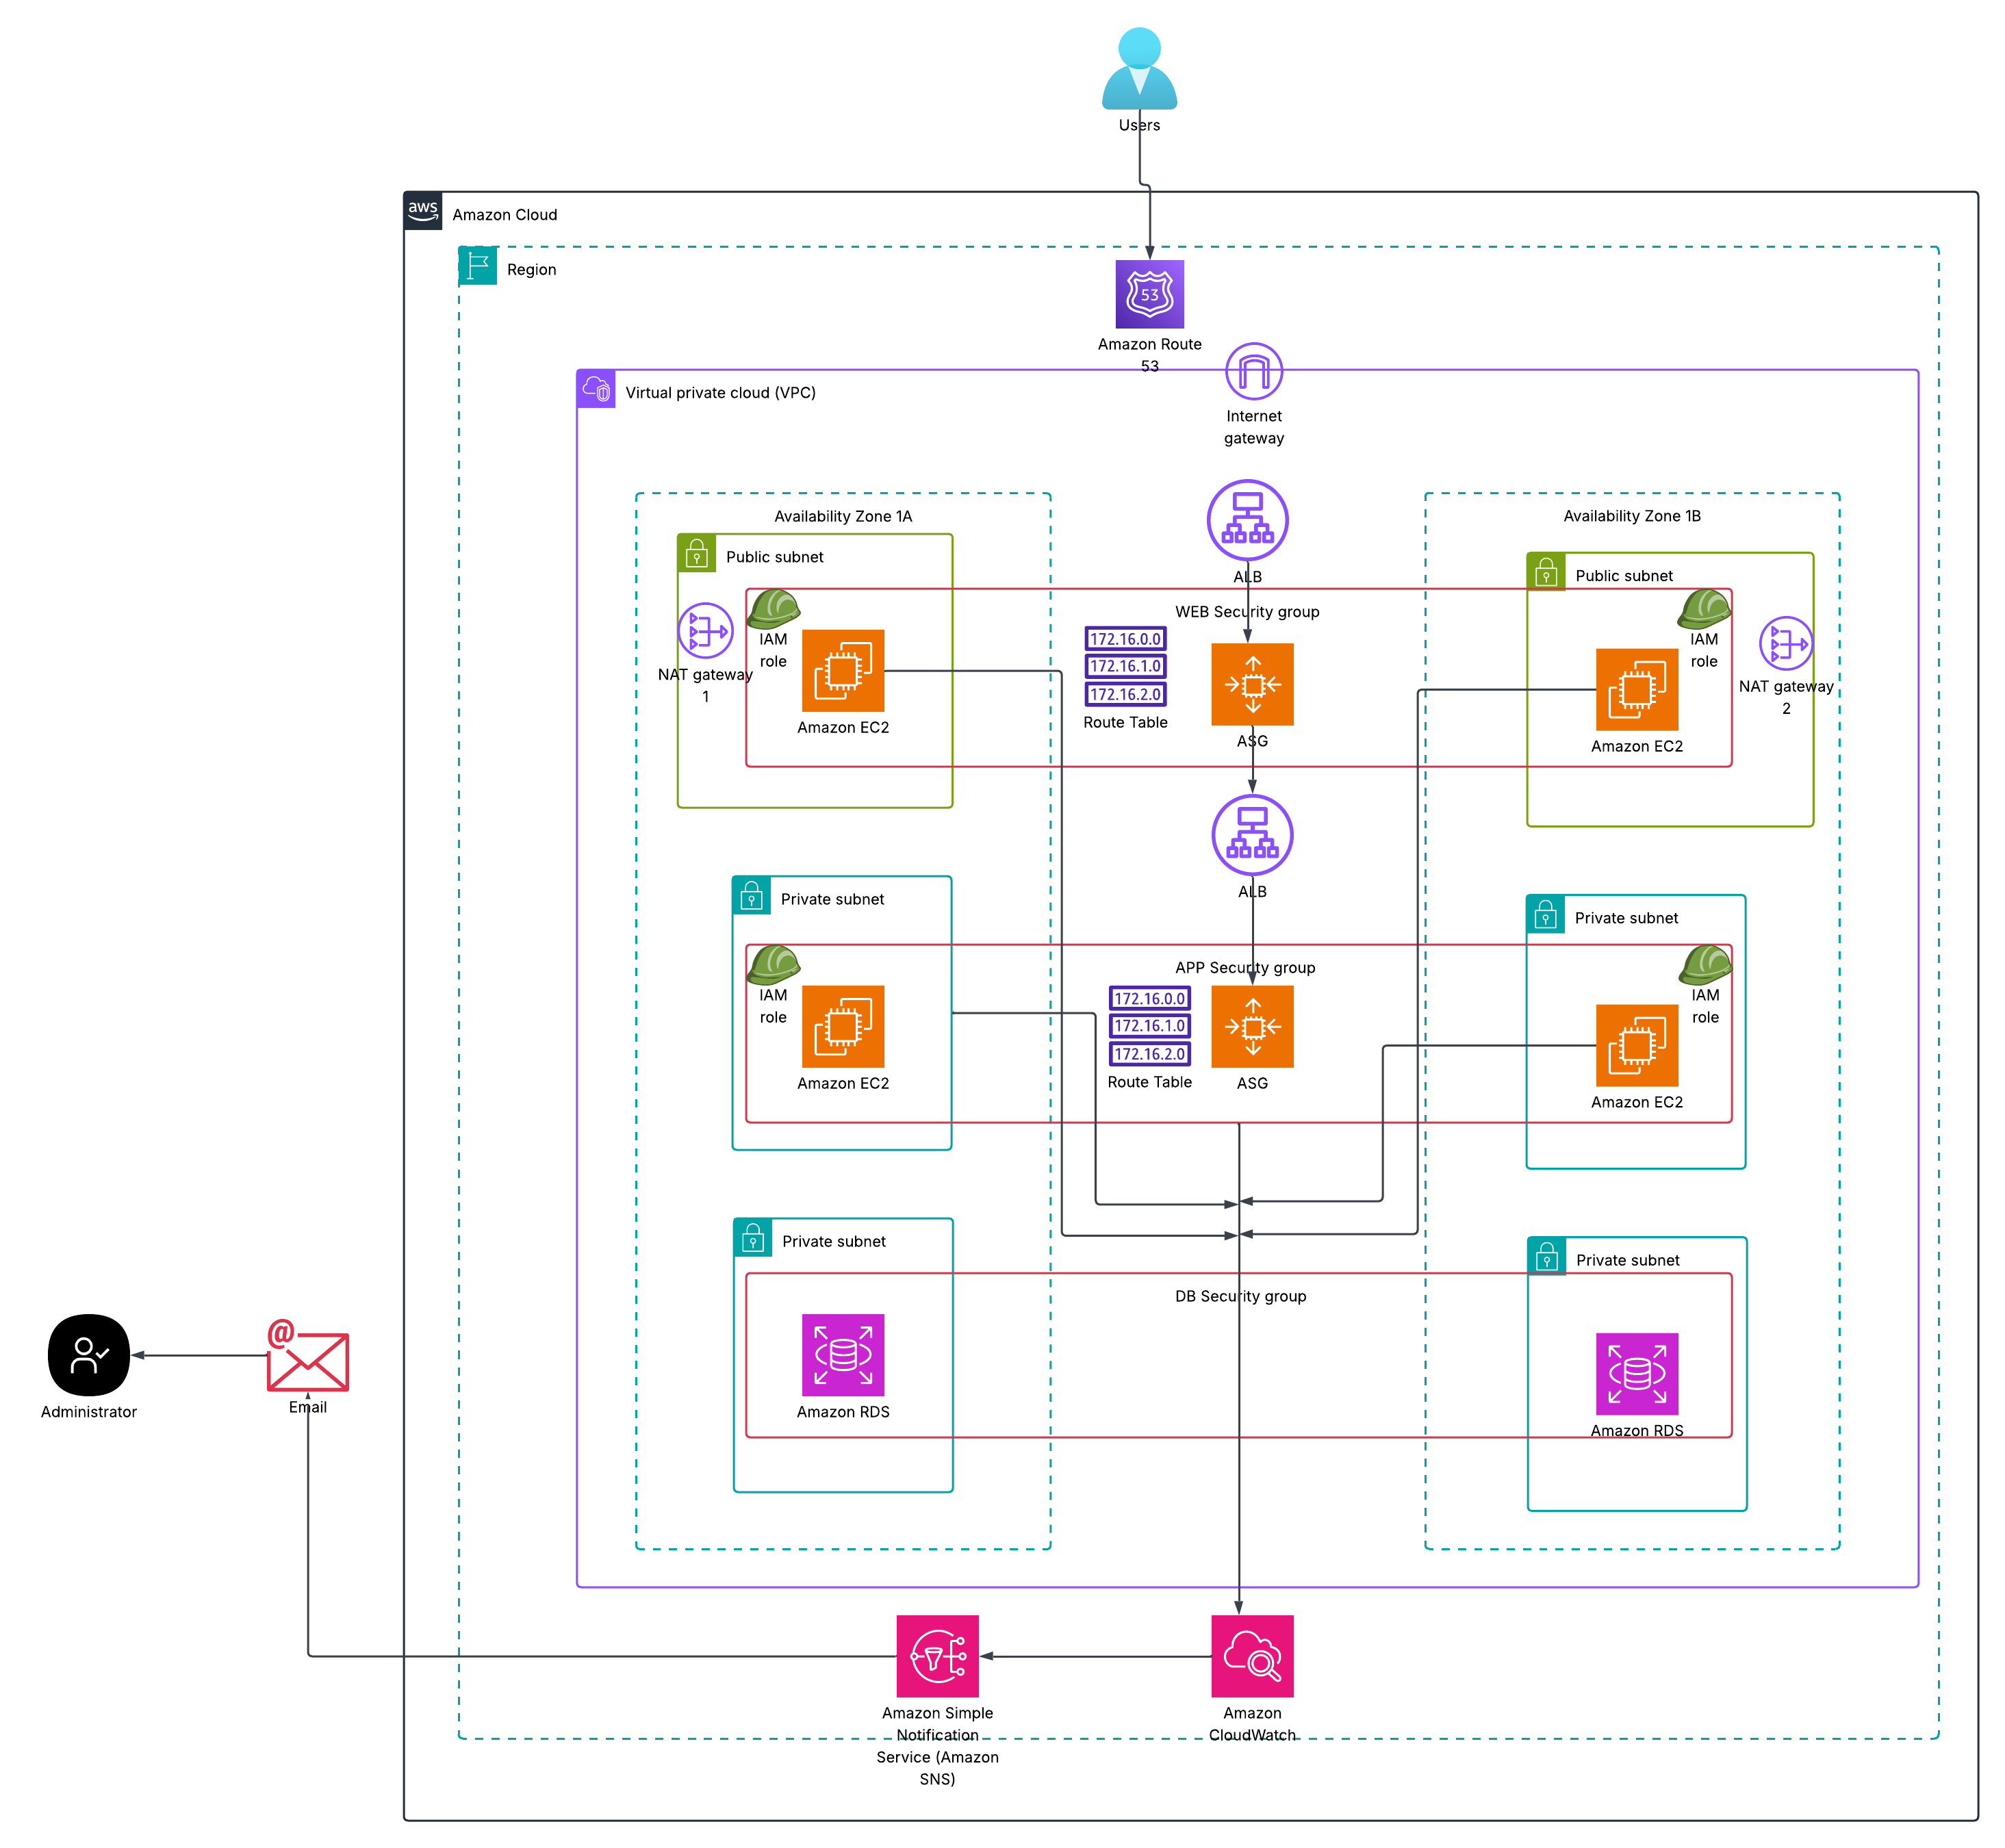 Users
aws
Amazon Cloud
Region
53
Amazon Route
53
Virtual private cloud (VPC)
Internet
gateway
Availability Zone 1A
Availability Zone 1B
Public subnet
Public subnet
ALB
WEB Security group
IAM
role
NAT gateway
1
Amazon EC2
172.16.0.0
172.16.1.0
172.16.2.0
Route Table
ASG
IAM
role
NAT gateway
2
Amazon EC2
ALB
Private subnet
Private subnet
APP Security group
IAM
role
Amazon EC2
172.16.0.0
172.16.1.0
172.16.2.0
Route Table
ASG
IAM
role
Amazon EC2
Private subnet
Private subnet
DB Security group
Amazon RDS
Amazon RDS
@
Email
Administrator
Amazon Simple
Notification
Service (Amazon
SNS)
Amazon
CloudWatch